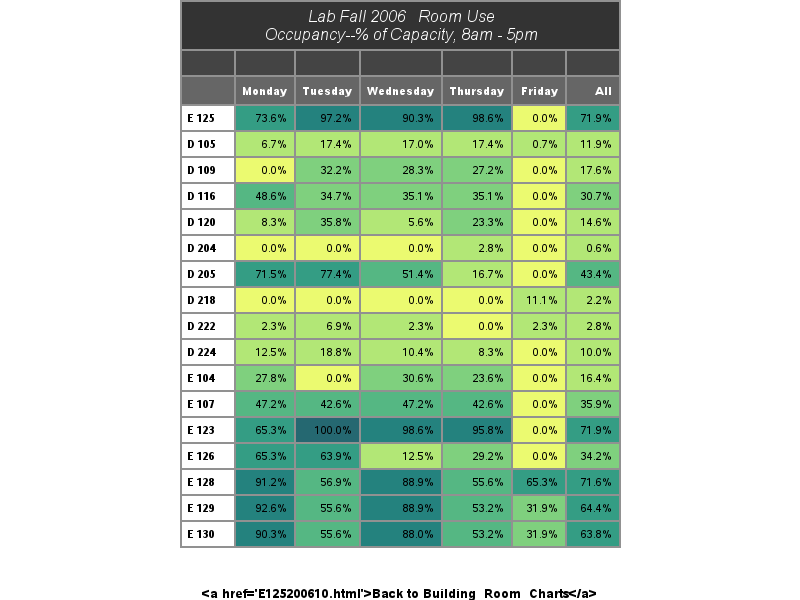 Lab Fall 2006 Room Use
Occupancy--% of Capacity, 8am - 5pm
Monday Tuesday Wednesday Thursday Friday All
E 125 73.6% 97.2% 90.3% 98.6% 0.0% 71.9%
D 105 6.7% 17.4% 17.0% 17.4% 0.7% 11.9%
D 109 0.0% 32.2% 28.3% 27.2% 0.0% 17.6%
D 116 48.6% 34.7% 35.1% 35.1% 0.0% 30.7%
D 120 8.3% 35.8% 5.6% 23.3% 0.0% 14.6%
D 204 0.0% 0.0% 0.0% 2.8% 0.0% 0.6%
D 205 71.5% 77.4% 51.4% 16.7% 0.0% 43.4%
D 218 0.0% 0.0% 0.0% 0.0% 11.1% 2.2%
D 222 2.3% 6.9% 2.3% 0.0% 2.3% 2.8%
D 224 12.5% 18.8% 10.4% 8.3% 0.0% 10.0%
E 104 27.8% 0.0% 30.6% 23.6% 0.0% 16.4%
E 107 47.2% 42.6% 47.2% 42.6% 0.0% 35.9%
E 123 65.3% 100.0% 98.6% 95.8% 0.0% 71.9%
E 126 65.3% 63.9% 12.5% 29.2% 0.0% 34.2%
E 128 91.2% 56.9% 88.9% 55.6% 65.3% 71.6%
E 129 92.6% 55.6% 88.9% 53.2% 31.9% 64.4%
E 130 90.3% 55.6% 88.0% 53.2% 31.9% 63.8%
<a href='E125200610.html'>Back to Building Room Charts</a>